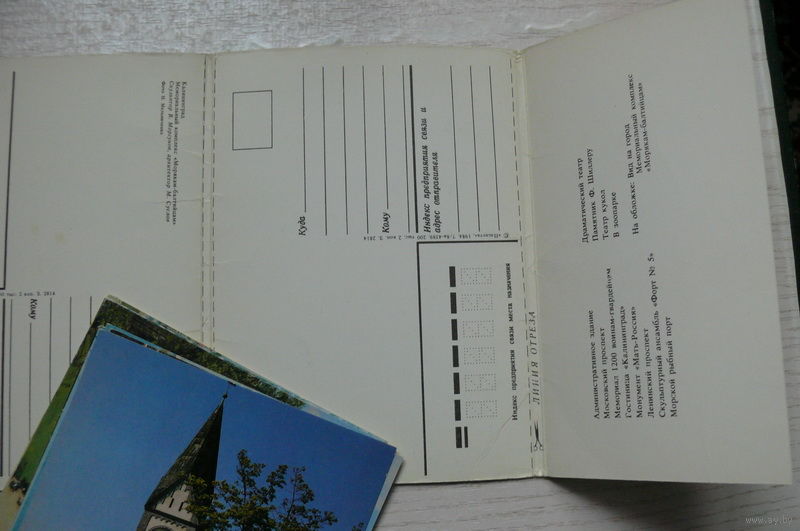 Калининград
Мемориальный комплекс «Морякам-балтийцам»
Куда
Кому
Индекс предприятия связи и
адрес отправителя
Индекс предприятия связи места назначения
Кому
ЛИНИЯ ОТРЕЗА
Административное здание
Московский проспект
Мемориал 1200 воинам-гвардейцам
Гостиница «Калининград»
Монумент «Мать-Россия»
Ленинский проспект
Скульптурный ансамбль «Форт № 5»
Морской рыбный порт
Драматический театр
Памятник Ф. Шиллеру
Театр кукол
В зоопарке
На обложке: Вид на город
Мемориальный комплекс
«Морякам-балтийцам»
www.ay.by